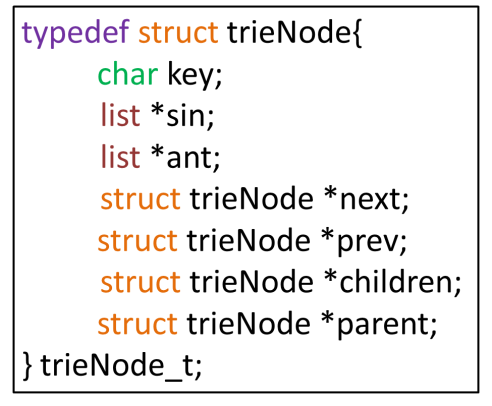 typedef struct trieNode{
char key;
list *sin;
list *ant;
struct trieNode *next;
struct trieNode *prev;
struct trieNode *children;
struct trieNode *parent;
} trieNode_t;